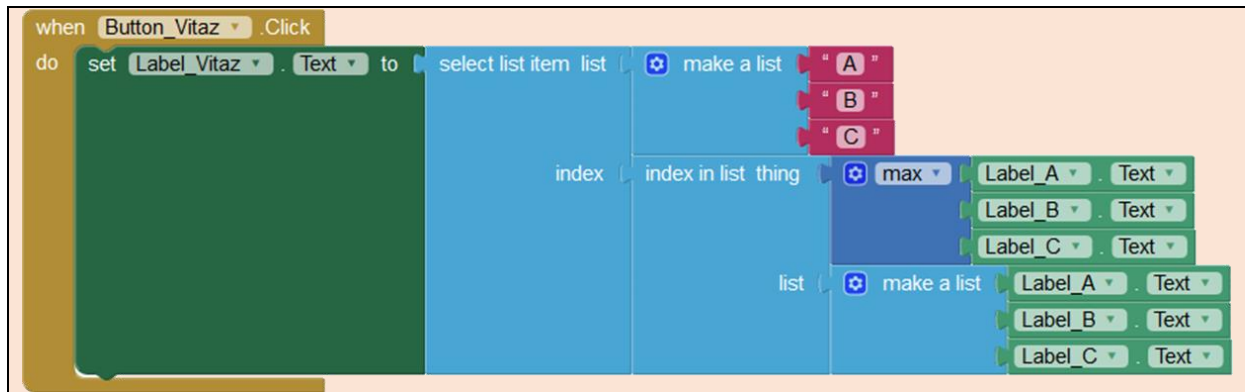 when Button_Vitaz .Click
do set Label_Vitaz . Text to select list item list make a list " A "
" B "
" C "
index index in list thing max Label_A . Text
Label_B . Text
Label_C . Text
list make a list Label_A . Text
Label_B . Text
Label_C . Text